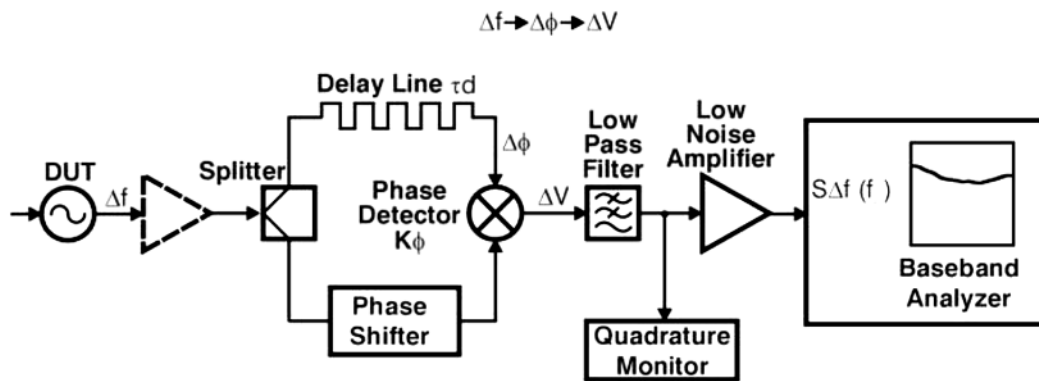 Δf→Δϕ→ΔV
Delay Line τd
DUT
Δf
Splitter
Δϕ
Phase
Detector
Kϕ
ΔV
Low
Pass
Filter
Low
Noise
Amplifier
SΔf (f )
Baseband
Analyzer
Phase
Shifter
Quadrature
Monitor